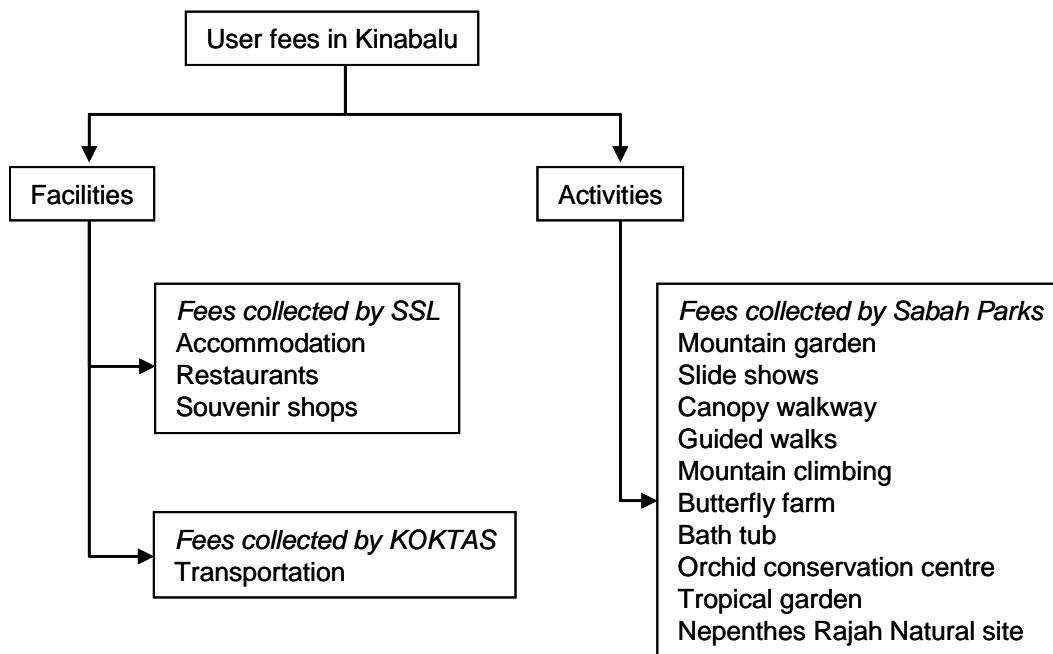 User fees in Kinabalu
Facilities
Activities
Fees collected by SSL
Accommodation
Restaurants
Souvenir shops
Fees collected by KOKTAS
Transportation
Fees collected by Sabah Parks
Mountain garden
Slide shows
Canopy walkway
Guided walks
Mountain climbing
Butterfly farm
Bath tub
Orchid conservation centre
Tropical garden
Nepenthes Rajah Natural site